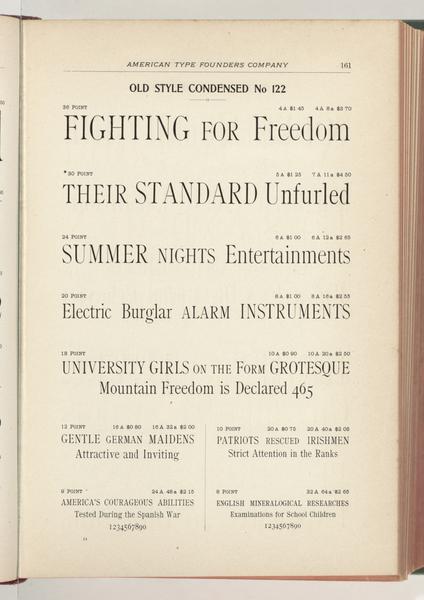 AMERICAN TYPE FOUNDERS COMPANY 161
OLD STYLE CONDENSED No 122
36 POINT 4 A $1 45 4 A 8 a $3 70
FIGHTING FOR Freedom
*30 POINT 5 A $1 25 7 A 11 a $4 50
THEIR STANDARD Unfurled
24 POINT 6 A $1 00 6 A 12 a $2 65
SUMMER NIGHTS Entertainments
20 POINT 8 A $1 00 8 A 16 a $2 55
Electric Burglar ALARM INSTRUMENTS
18 POINT 10 A $0 90 10 A 20 a $2 50
UNIVERSITY GIRLS ON THE Form GROTESQUE
Mountain Freedom is Declared 465
12 POINT 16 A $0 80 16 A 32 a $2 00
GENTLE GERMAN MAIDENS
Attractive and Inviting
10 POINT 20 A $0 75 20 A 40 a $2 05
PATRIOTS RESCUED IRISHMEN
Strict Attention in the Ranks
9 POINT 24 A 48 a $2 15
AMERICA'S COURAGEOUS ABILITIES
Tested During the Spanish War
1234567890
8 POINT 32 A 64 a $2 65
ENGLISH MINERALOGICAL RESEARCHES
Examinations for School Children
1234567890